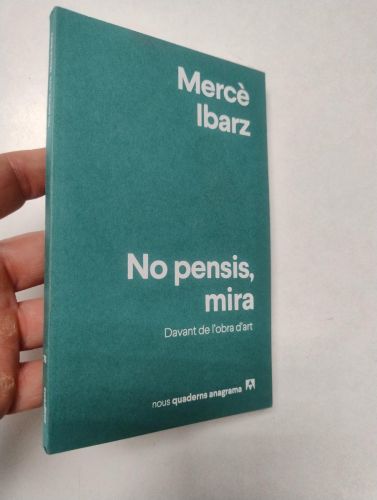 Mercè
Ibarz
No pensis,
mira
Davant de l'obra d'art
nous quaderns anagrama